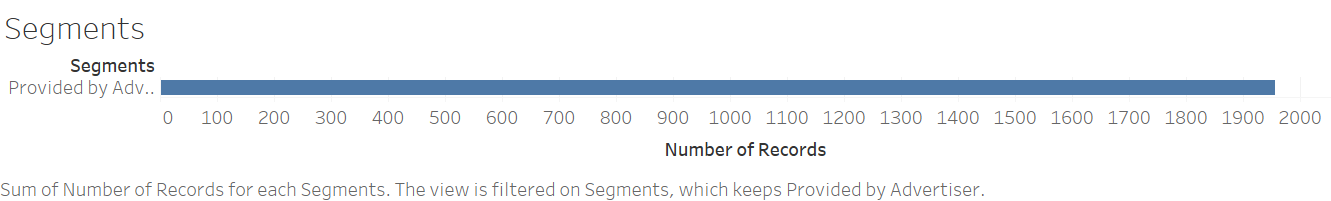 Segments
Segments
Provided by Adv..
0 100 200 300 400 500 600 700 800 900 1000 1100 1200 1300 1400 1500 1600 1700 1800 1900 2000
Number of Records
Sum of Number of Records for each Segments. The view is filtered on Segments, which keeps Provided by Advertiser.